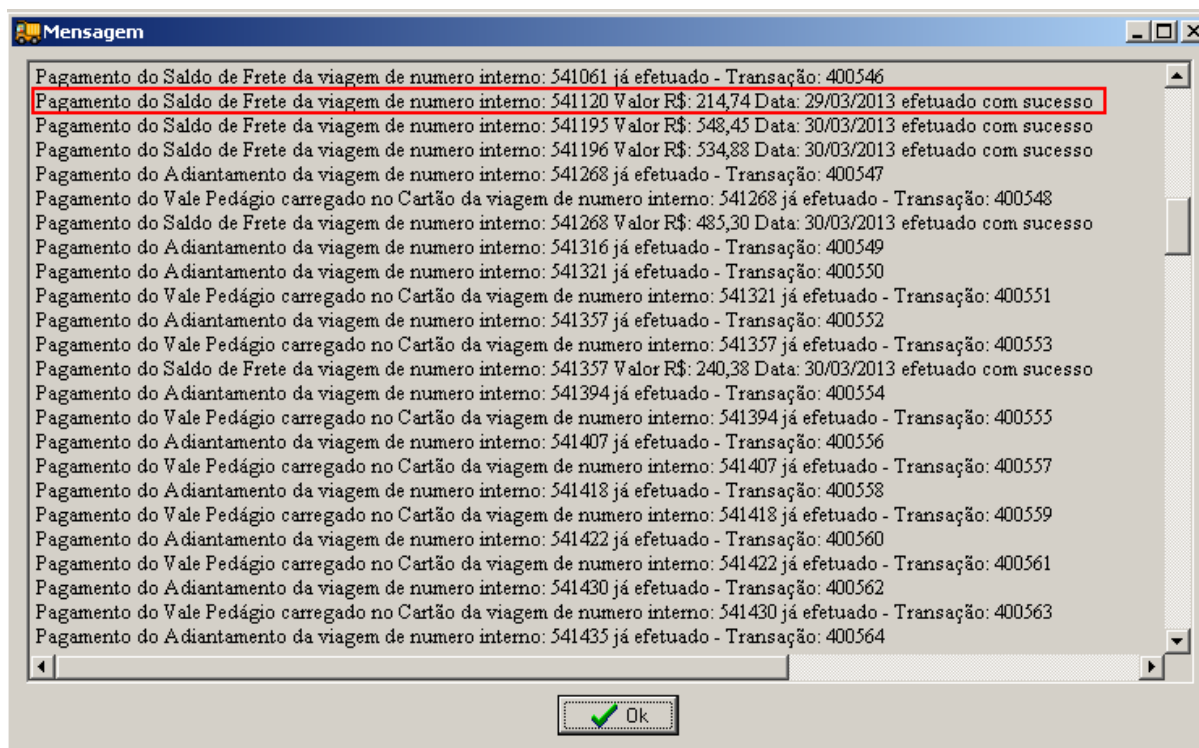 Mensagem
Pagamento do Saldo de Frete da viagem de numero interno: 541061 já efetuado - Transação: 400546
Pagamento do Saldo de Frete da viagem de numero interno: 541120 Valor R$: 214,74 Data: 29/03/2013 efetuado com sucesso
Pagamento do Saldo de Frete da viagem de numero interno: 541195 Valor R$: 548,45 Data: 30/03/2013 efetuado com sucesso
Pagamento do Saldo de Frete da viagem de numero interno: 541196 Valor R$: 534,88 Data: 30/03/2013 efetuado com sucesso
Pagamento do Adiantamento da viagem de numero interno: 541268 já efetuado - Transação: 400547
Pagamento do Vale Pedágio carregado no Cartão da viagem de numero interno: 541268 já efetuado - Transação: 400548
Pagamento do Saldo de Frete da viagem de numero interno: 541268 Valor R$: 485,30 Data: 30/03/2013 efetuado com sucesso
Pagamento do Adiantamento da viagem de numero interno: 541316 já efetuado - Transação: 400549
Pagamento do Adiantamento da viagem de numero interno: 541321 já efetuado - Transação: 400550
Pagamento do Vale Pedágio carregado no Cartão da viagem de numero interno: 541321 já efetuado - Transação: 400551
Pagamento do Adiantamento da viagem de numero interno: 541357 já efetuado - Transação: 400552
Pagamento do Vale Pedágio carregado no Cartão da viagem de numero interno: 541357 já efetuado - Transação: 400553
Pagamento do Saldo de Frete da viagem de numero interno: 541357 Valor R$: 240,38 Data: 30/03/2013 efetuado com sucesso
Pagamento do Adiantamento da viagem de numero interno: 541394 já efetuado - Transação: 400554
Pagamento do Vale Pedágio carregado no Cartão da viagem de numero interno: 541394 já efetuado - Transação: 400555
Pagamento do Adiantamento da viagem de numero interno: 541407 já efetuado - Transação: 400556
Pagamento do Vale Pedágio carregado no Cartão da viagem de numero interno: 541407 já efetuado - Transação: 400557
Pagamento do Adiantamento da viagem de numero interno: 541418 já efetuado - Transação: 400558
Pagamento do Vale Pedágio carregado no Cartão da viagem de numero interno: 541418 já efetuado - Transação: 400559
Pagamento do Adiantamento da viagem de numero interno: 541422 já efetuado - Transação: 400560
Pagamento do Vale Pedágio carregado no Cartão da viagem de numero interno: 541422 já efetuado - Transação: 400561
Pagamento do Adiantamento da viagem de numero interno: 541430 já efetuado - Transação: 400562
Pagamento do Vale Pedágio carregado no Cartão da viagem de numero interno: 541430 já efetuado - Transação: 400563
Pagamento do Adiantamento da viagem de numero interno: 541435 já efetuado - Transação: 400564
Ok